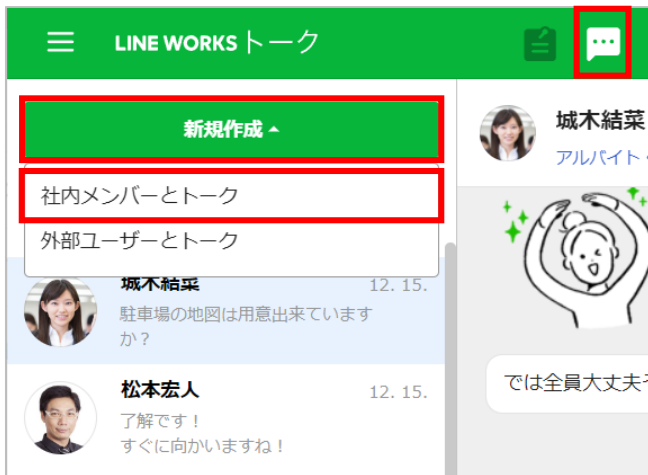 LINE WORKSトーク
新規作成
社内メンバーとトーク
外部ユーザーとトーク
城木結菜
12. 15.
駐車場の地図は用意出来ています
か？
松本宏人
12. 15.
了解です！
すぐに向かいますね！
城木結菜
アルバイト・
では全員大丈夫